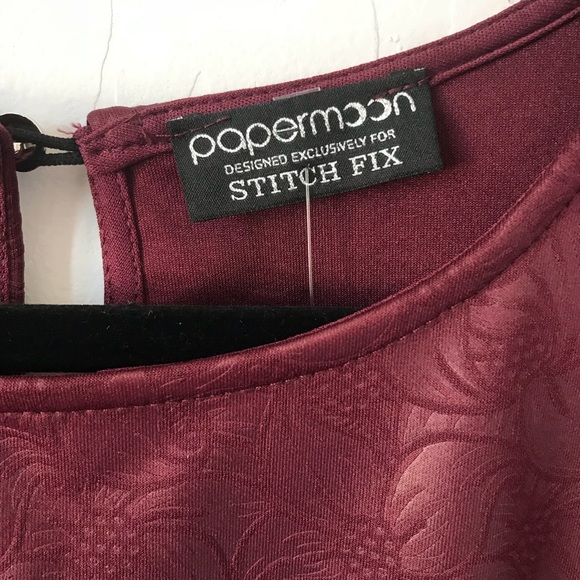 papermoon
DESIGNED EXCLUSIVELY FOR
STITCH FIX